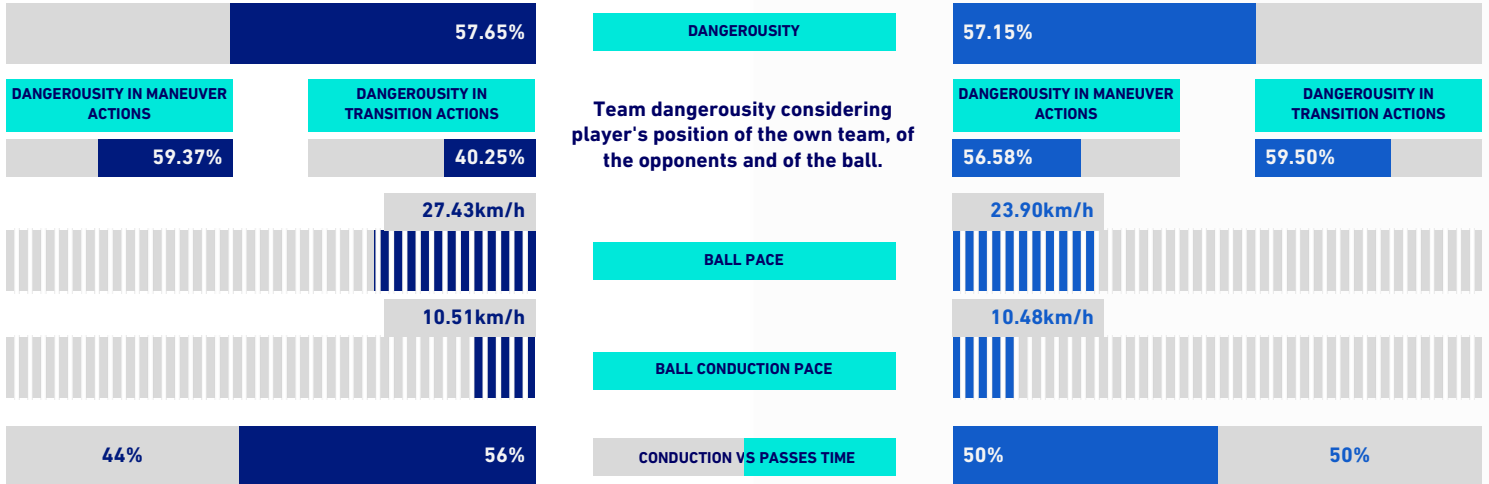 57.65%
DANGEROUSITY
57.15%
DANGEROUSITY IN MANEUVER
ACTIONS
DANGEROUSITY IN
TRANSITION ACTIONS
59.37%
40.25%
Team dangerousity considering
player's position of the own team, of
the opponents and of the ball.
DANGEROUSITY IN MANEUVER
ACTIONS
DANGEROUSITY IN
TRANSITION ACTIONS
56.58%
59.50%
27.43km/h
BALL PACE
23.90km/h
10.51km/h
BALL CONDUCTION PACE
10.48km/h
44%
56%
CONDUCTION VS PASSES TIME
50%
50%